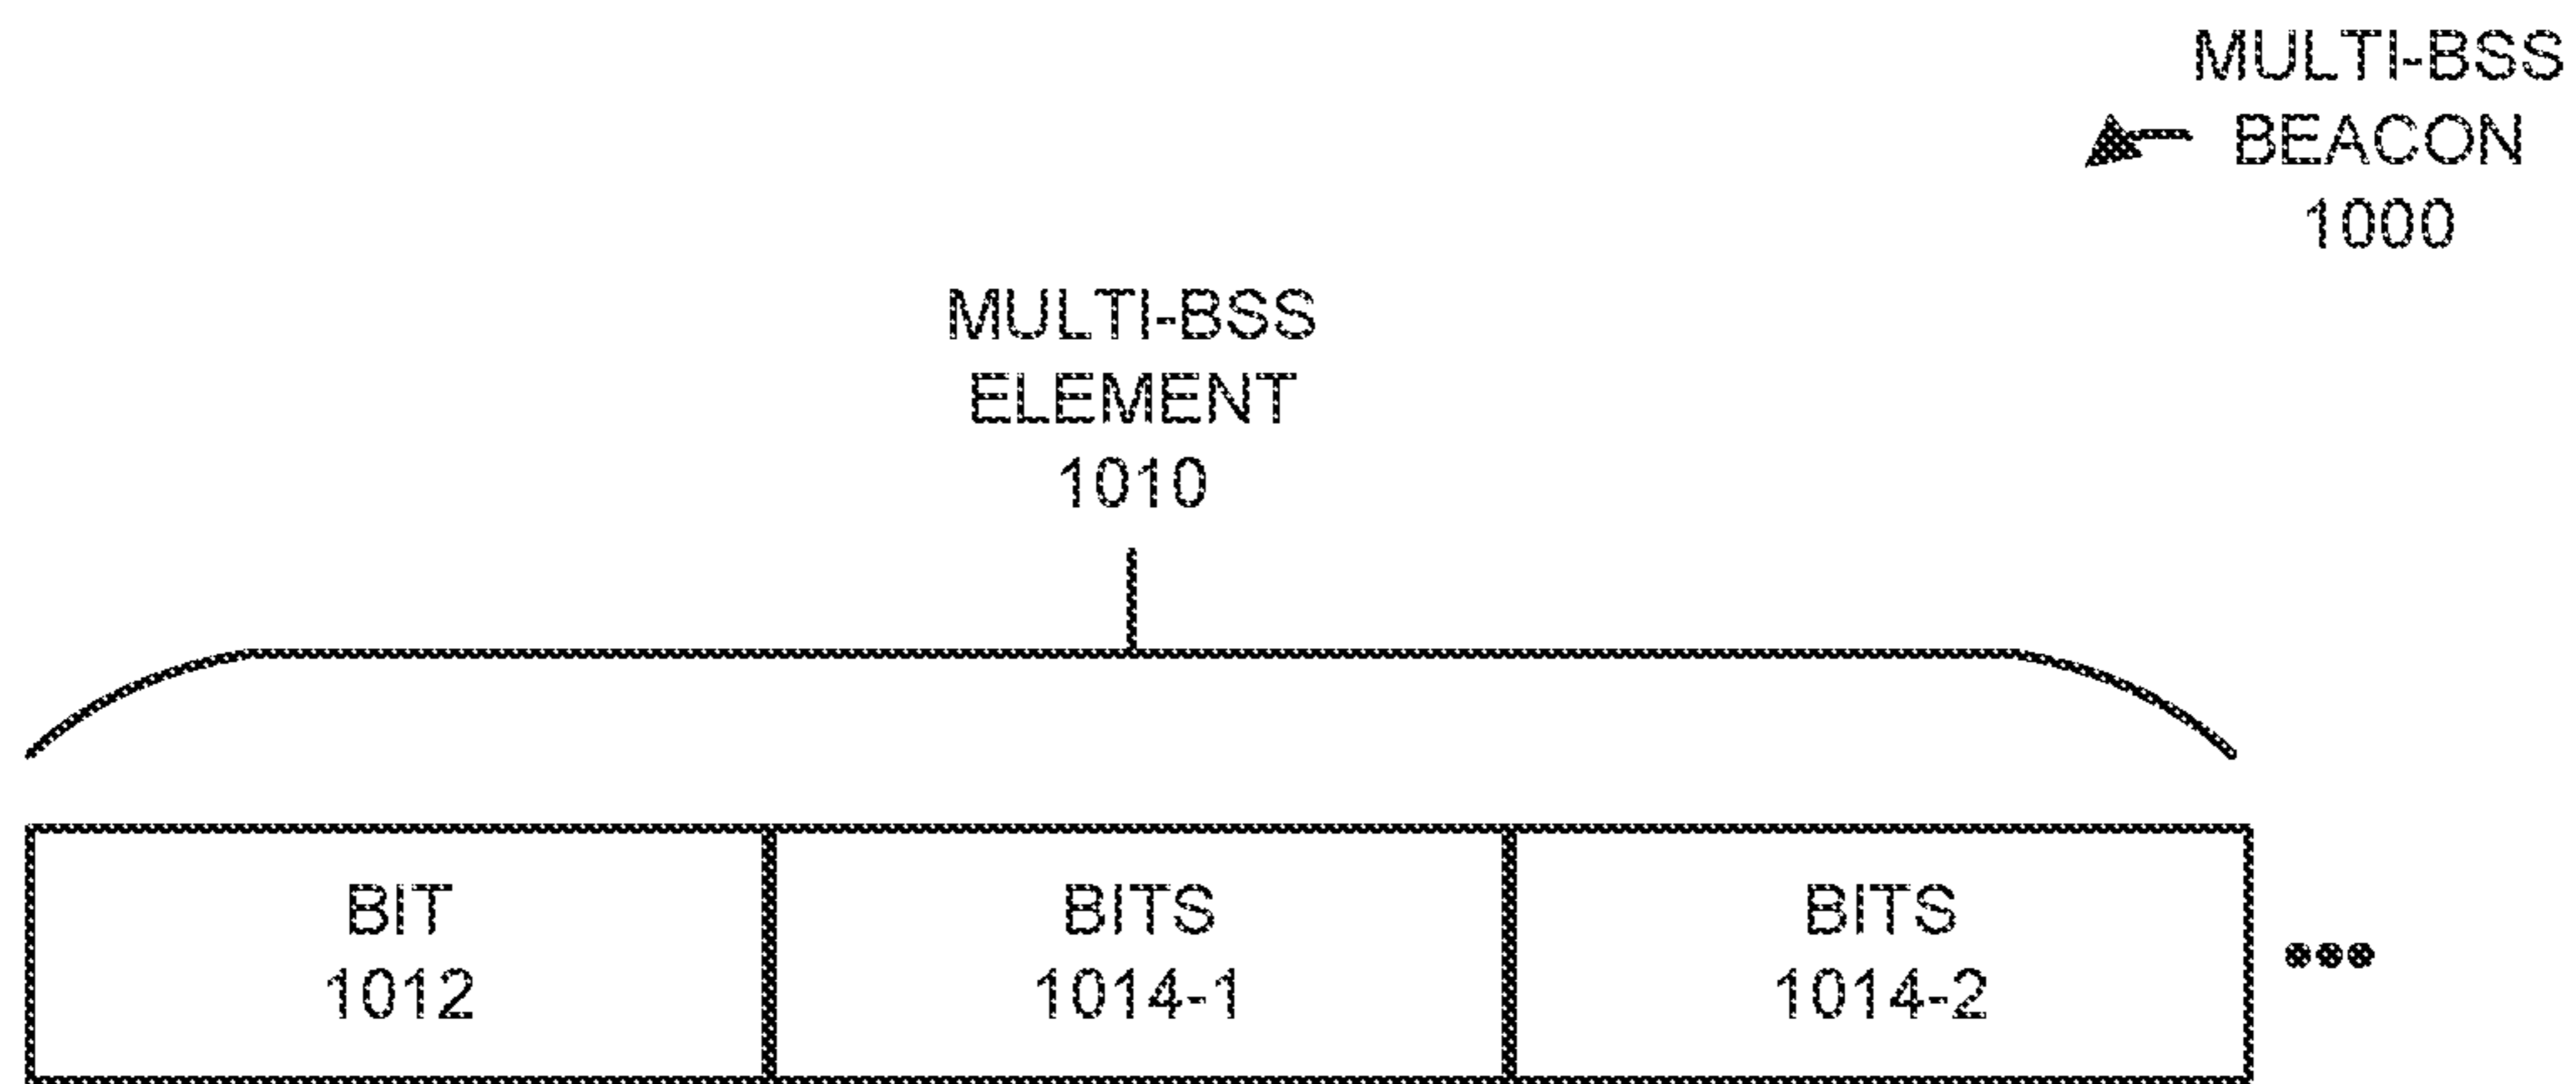 MULTI-BSS
BEACON
1000
MULTI-BSS
ELEMENT
1010
BIT
1012
BITS
1014-1
BITS
1014-2